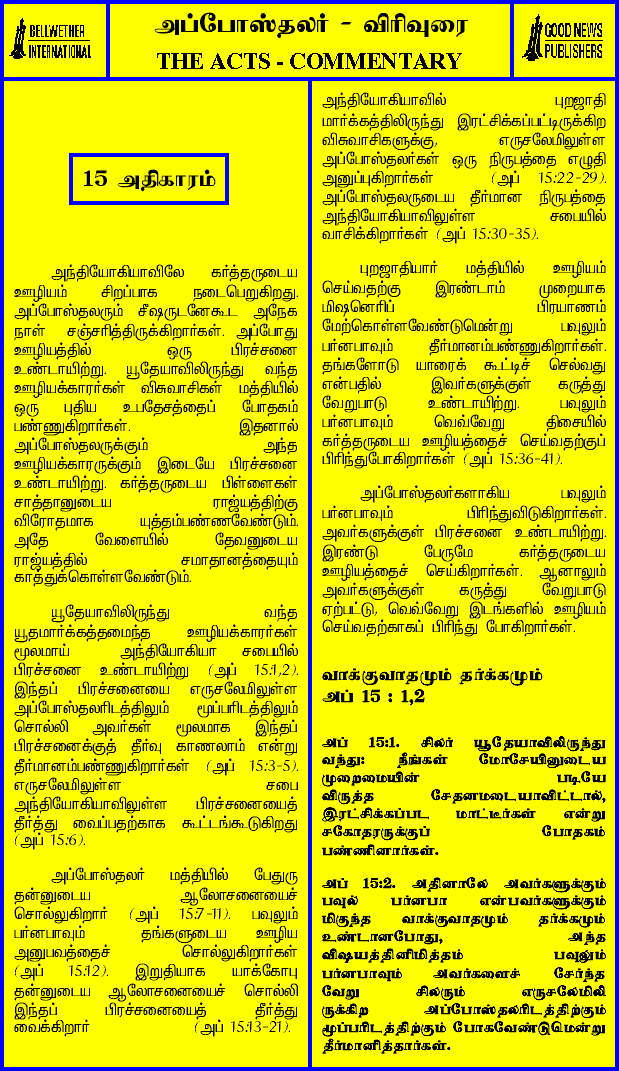 BELLWETHER
INTERNATIONAL
அப்போஸ்தலர் - விரிவுரை
THE ACTS - COMMENTARY
GOOD NEWS
PUBLISHERS
15 அதிகாரம்
அந்தியோகியாவிலே கர்த்தருடைய
ஊழியம் சிறப்பாக நடைபெறுகிறது.
அப்போஸ்தலரும் சீஷருடனேகூட அநேக
நாள் சஞ்சரித்திருக்கிறார்கள். அப்போது
ஊழியத்தில் ஒரு பிரச்சனை
உண்டாயிற்று. யூதேயாவிலிருந்து வந்த
ஊழியக்காரர்கள் விசுவாசிகள் மத்தியில்
ஒரு புதிய உபதேசத்தைப் போதகம்
பண்ணுகிறார்கள். இதனால்
அப்போஸ்தலருக்கும் அந்த
ஊழியக்காரருக்கும் இடையே பிரச்சனை
உண்டாயிற்று. கர்த்தருடைய பிள்ளைகள்
சாத்தானுடைய ராஜ்யத்திற்கு
விரோதமாக யுத்தம்பண்ணவேண்டும்.
அதே வேளையில் தேவனுடைய
ராஜ்யத்தில் சமாதானத்தையும்
காத்துக்கொள்ளவேண்டும்.
யூதேயாவிலிருந்து வந்த
யூதமார்க்கத்தமைந்த ஊழியக்காரர்கள்
மூலமாய் அந்தியோகியா சபையில்
பிரச்சனை உண்டாயிற்று (அப் 15:1,2).
இந்தப் பிரச்சனையை எருசலேமிலுள்ள
அப்போஸ்தலரிடத்திலும் மூப்பரிடத்திலும்
சொல்லி அவர்கள் மூலமாக இந்தப்
பிரச்சனைக்குத் தீர்வு காணலாம் என்று
தீர்மானம்பண்ணுகிறார்கள் (அப் 15:3-5).
எருசலேமிலுள்ள சபை
அந்தியோகியாவிலுள்ள பிரச்சனையைத்
தீர்த்து வைப்பதற்காக கூட்டங்கூடுகிறது
(அப் 15:6).
அப்போஸ்தலர் மத்தியில் பேதுரு
தன்னுடைய ஆலோசனையைச்
சொல்லுகிறார் (அப் 15:7-11). பவுலும்
பர்னபாவும் தங்களுடைய ஊழிய
அனுபவத்தைச் சொல்லுகிறார்கள்
(அப் 15:12). இறுதியாக யாக்கோபு
தன்னுடைய ஆலோசனையைச் சொல்லி
இந்தப் பிரச்சனையைத் தீர்த்து
வைக்கிறார் (அப் 15:13-21).
அந்தியோகியாவில் புறஜாதி
மார்க்கத்திலிருந்து இரட்சிக்கப்பட்டிருக்கிற
விசுவாசிகளுக்கு, எருசலேமிலுள்ள
அப்போஸ்தலர்கள் ஒரு நிருபத்தை எழுதி
அனுப்புகிறார்கள் (அப் 15:22-29).
அப்போஸ்தலருடைய தீர்மான நிருபத்தை
அந்தியோகியாவிலுள்ள சபையில்
வாசிக்கிறார்கள் (அப் 15:30-35).
புறஜாதியார் மத்தியில் ஊழியம்
செய்வதற்கு இரண்டாம் முறையாக
மிஷனெரிப் பிரயாணம்
மேற்கொள்ளவேண்டுமென்று பவுலும்
பர்னபாவும் தீர்மானம்பண்ணுகிறார்கள்.
தங்களோடு யாரைக் கூட்டிச் செல்வது
என்பதில் இவர்களுக்குள் கருத்து
வேறுபாடு உண்டாயிற்று. பவுலும்
பர்னபாவும் வெவ்வேறு திசையில்
கர்த்தருடைய ஊழியத்தைச் செய்வதற்குப்
பிரிந்துபோகிறார்கள் (அப் 15:36-41).
அப்போஸ்தலர்களாகிய பவுலும்
பர்னபாவும் பிரிந்துவிடுகிறார்கள்.
அவர்களுக்குள் பிரச்சனை உண்டாயிற்று.
இரண்டு பேருமே கர்த்தருடைய
ஊழியத்தைச் செய்கிறார்கள். ஆனாலும்
அவர்களுக்குள் கருத்து வேறுபாடு
ஏற்பட்டு, வெவ்வேறு இடங்களில் ஊழியம்
செய்வதற்காகப் பிரிந்து போகிறார்கள்.
வாக்குவாதமும் தர்க்கமும்
அப் 15 : 1,2
அப் 15:1. சிலர் யூதேயாவிலிருந்து
வந்து: நீங்கள் மோசேயினுடைய
முறைமையின் படியே
விருத்த சேதனமடையாவிட்டால்,
இரட்சிக்கப்பட மாட்டீர்கள் என்று
சகோதரருக்குப் போதகம்
பண்ணினார்கள்.
அப் 15:2. அதினாலே அவர்களுக்கும்
பவுல் பர்னபா என்பவர்களுக்கும்
மிகுந்த வாக்குவாதமும் தர்க்கமும்
உண்டானபோது, அந்த
விஷயத்தினிமித்தம் பவுலும்
பர்னபாவும் அவர்களைச் சேர்ந்த
வேறு சிலரும் எருசலேமிலி
ருக்கிற அப்போஸ்தலரிடத்திற்கும்
மூப்பரிடத்திற்கும் போகவேண்டுமென்று
தீர்மானித்தார்கள்.